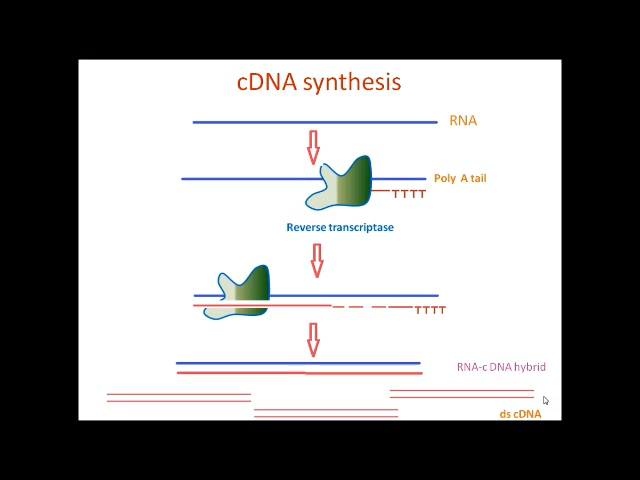 cDNA synthesis
RNA
Poly A tail
TTTT
Reverse transcriptase
TTTT
RNA-c DNA hybrid
ds cDNA